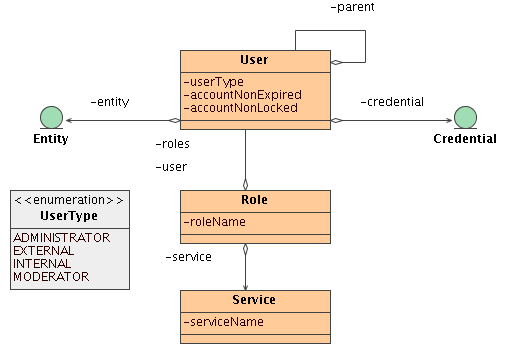 -parent
User
-userType
-accountNonExpired
-accountNonLocked
-entity
-credential
Entity
Credential
-roles
-user
<<enumeration>>
UserType
ADMINISTRATOR
EXTERNAL
INTERNAL
MODERATOR
Role
-roleName
-service
Service
-serviceName